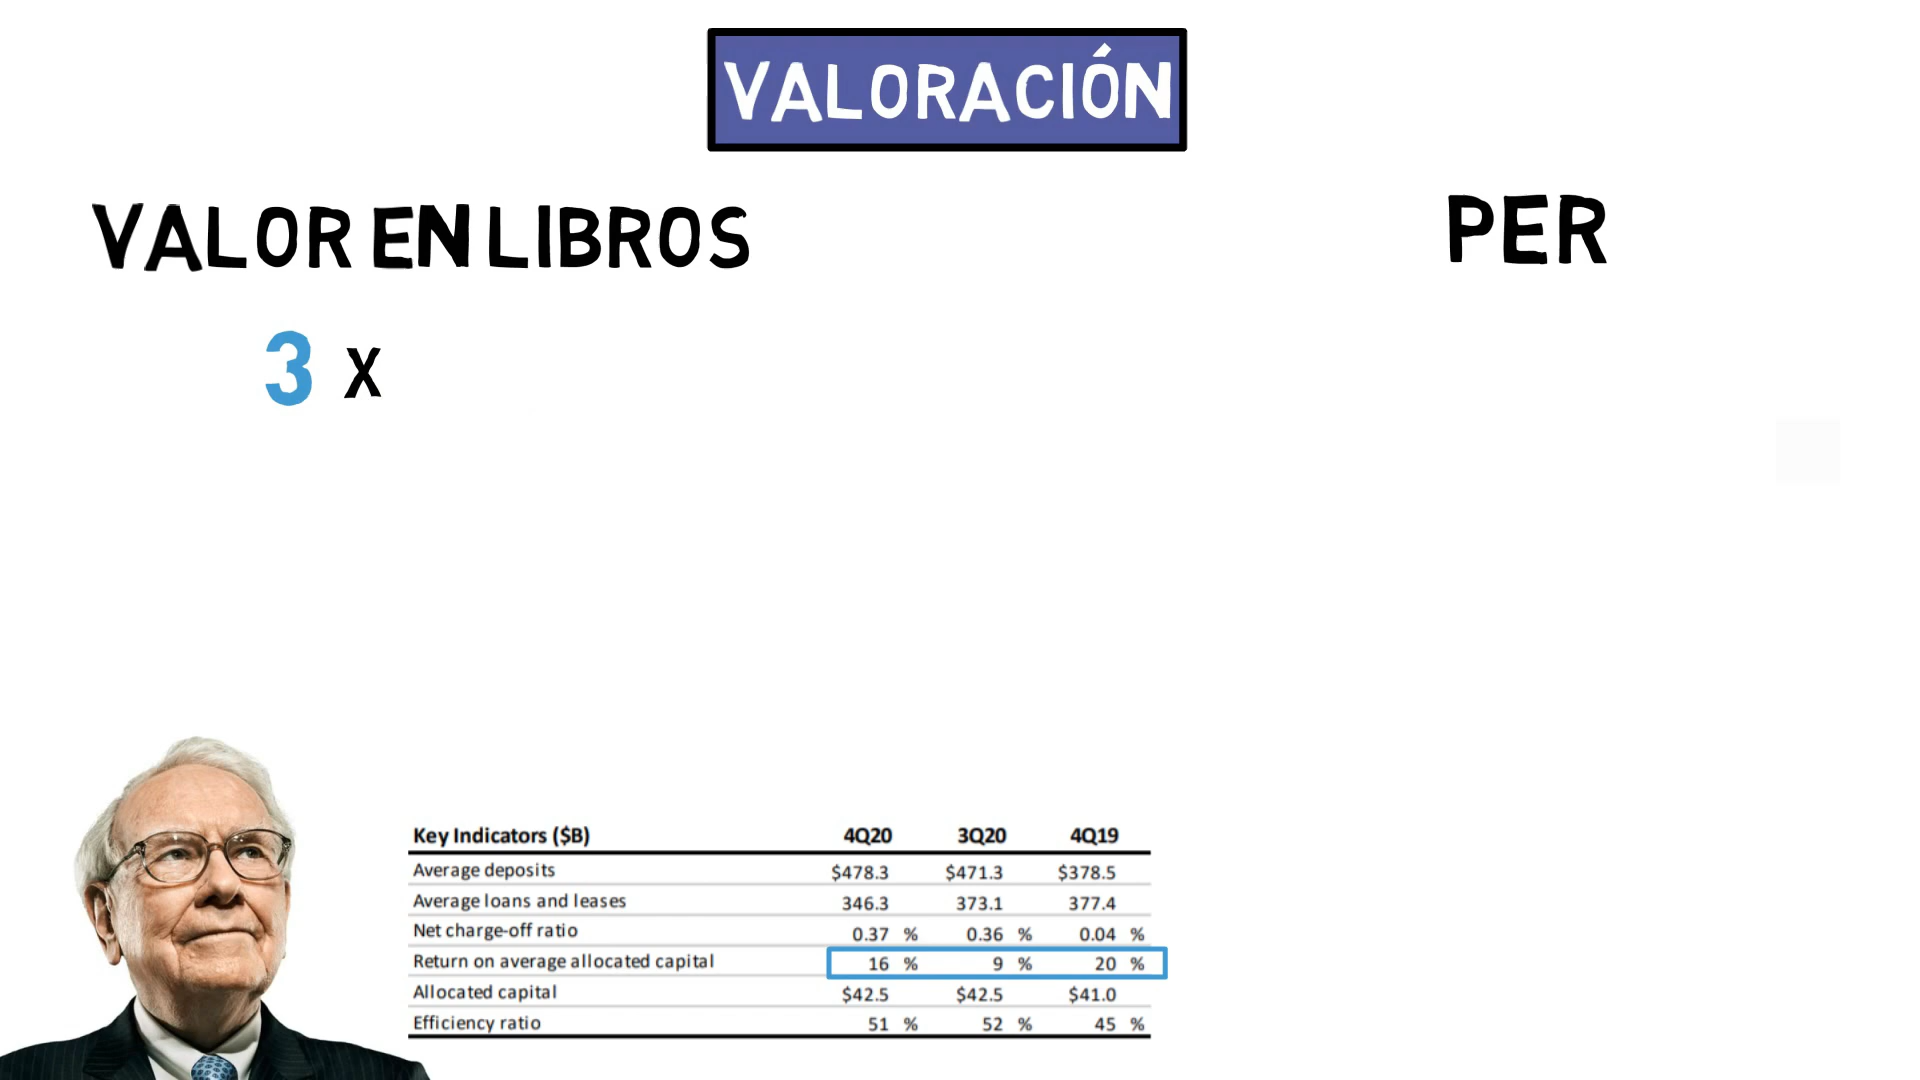 VALORACIÓN
VALOR EN LIBROS
PER
3 X
Key Indicators ($B) 4Q20 3Q20 4Q19
Average deposits $478.3 $471.3 $378.5
Average loans and leases 346.3 373.1 377.4
Net charge-off ratio 0.37 % 0.36 % 0.04 %
Return on average allocated capital 16 % 9 % 20 %
Allocated capital $42.5 $42.5 $41.0
Efficiency ratio 51 % 52 % 45 %